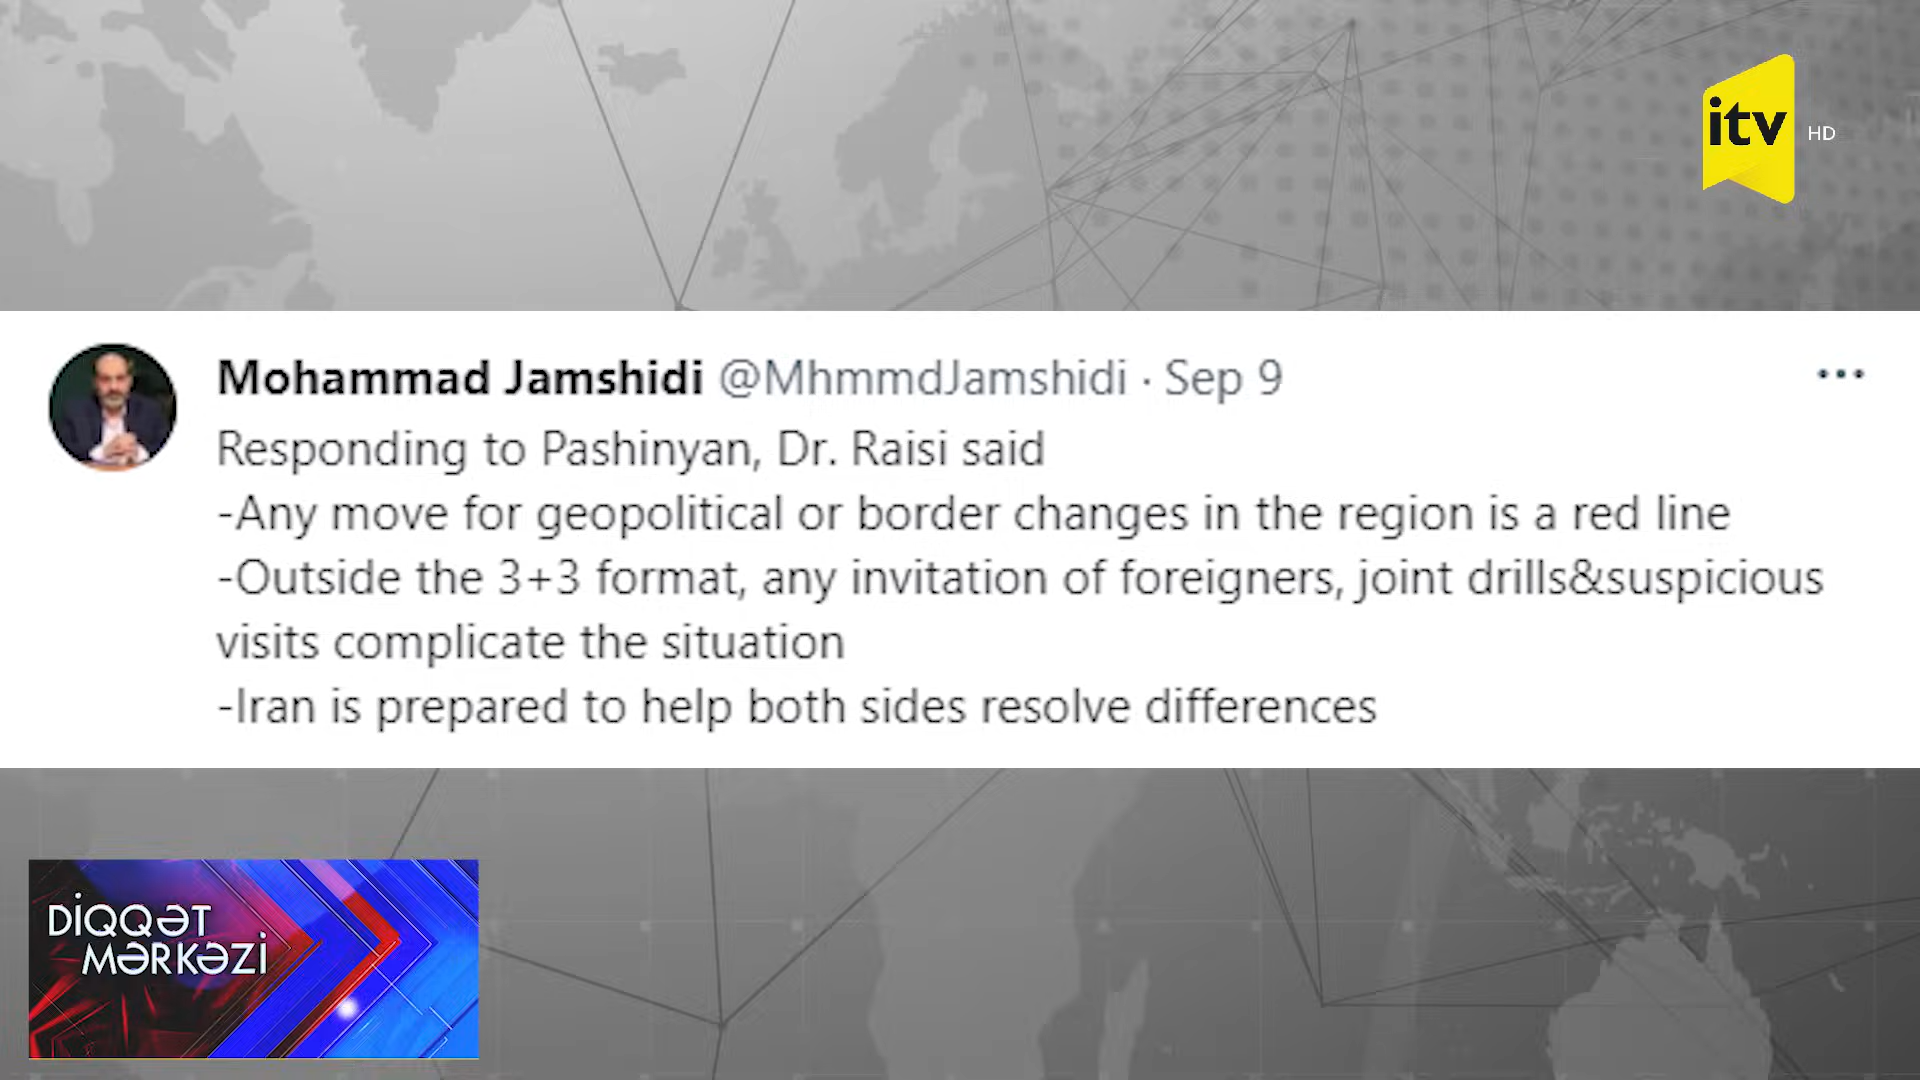 itv HD
Mohammad Jamshidi @MhmmdJamshidi · Sep 9
Responding to Pashinyan, Dr. Raisi said
-Any move for geopolitical or border changes in the region is a red line
-Outside the 3+3 format, any invitation of foreigners, joint drills&suspicious
visits complicate the situation
-Iran is prepared to help both sides resolve differences
DİQQƏT
MƏRKƏZİ